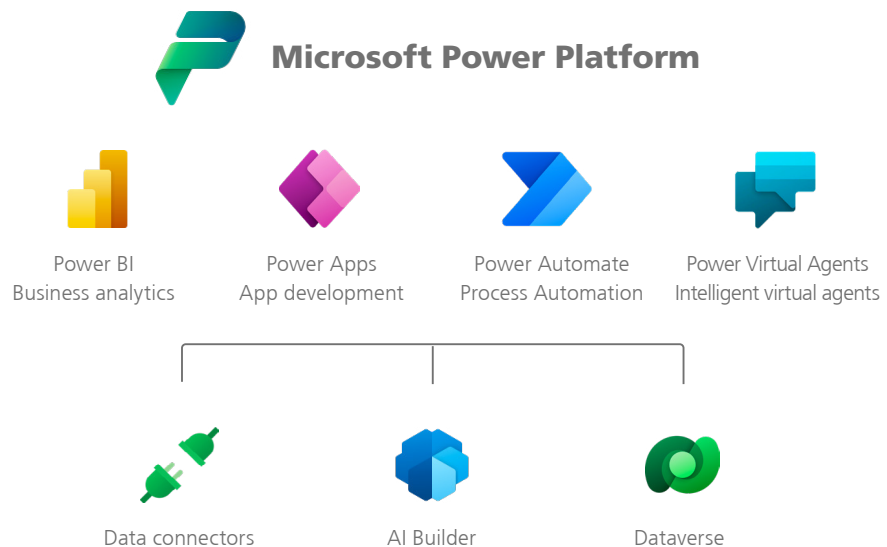 Microsoft Power Platform
Power BI
Business analytics
Power Apps
App development
Power Automate
Process Automation
Power Virtual Agents
Intelligent virtual agents
Data connectors
AI Builder
Dataverse